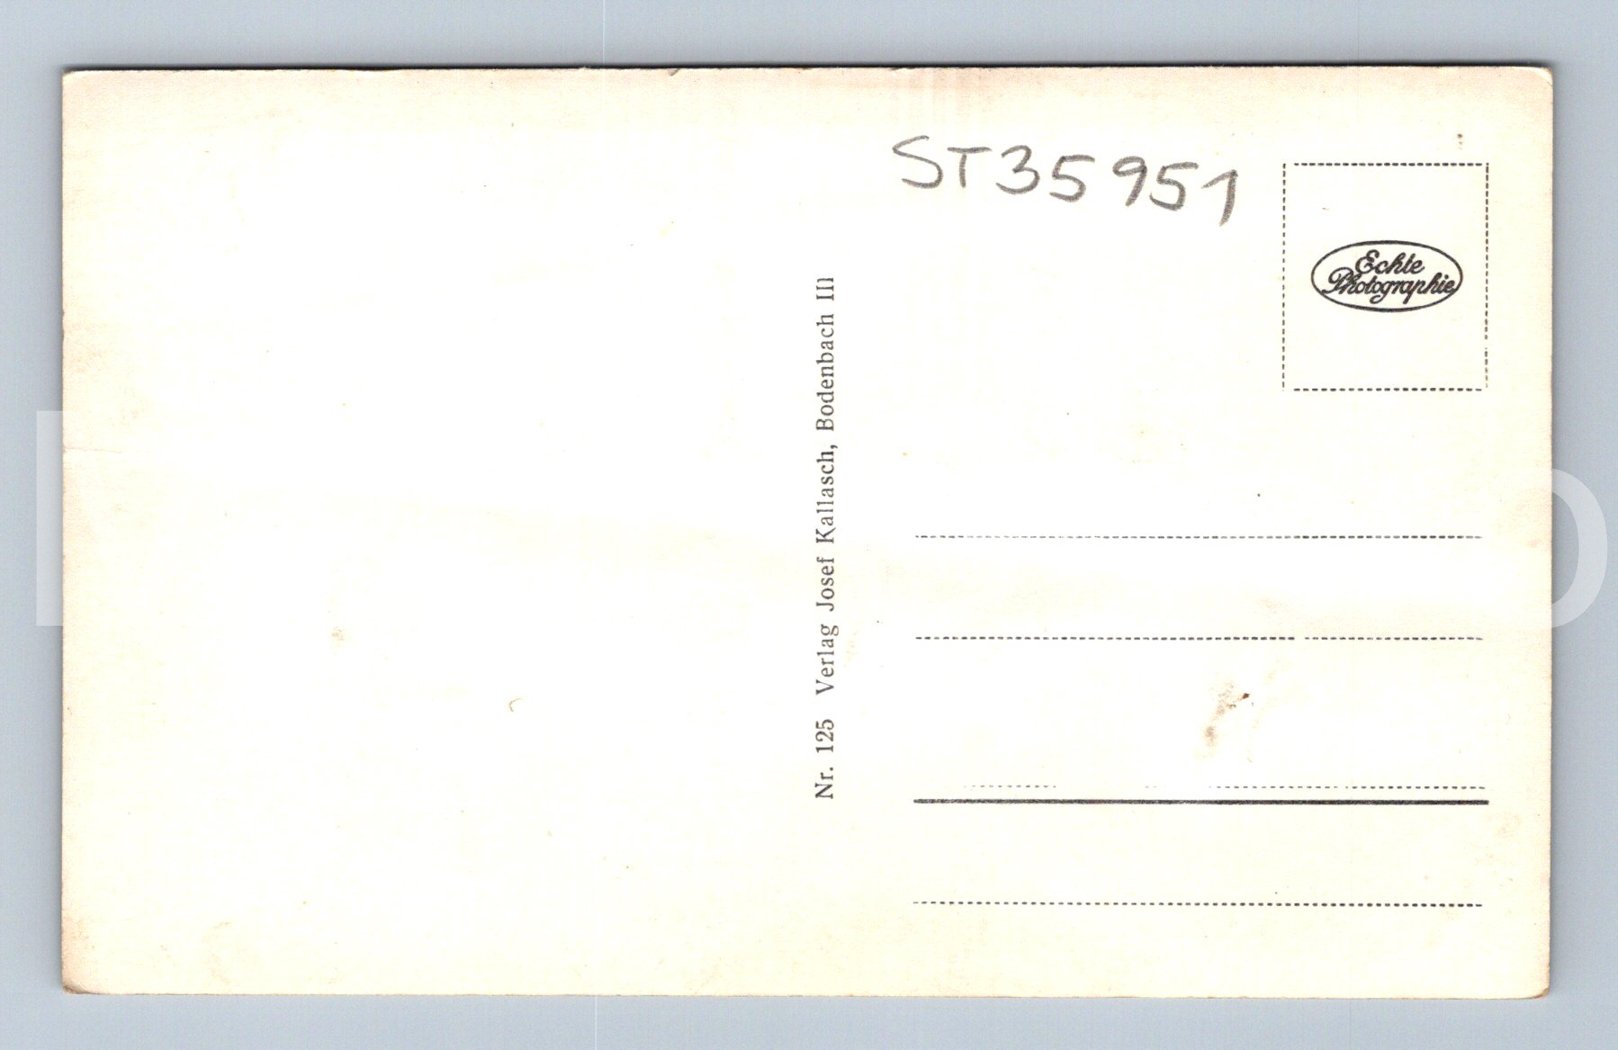 ST35951
Echte
Photographie
Nr. 125 Verlag Josef Kallasch, Bodenbach III